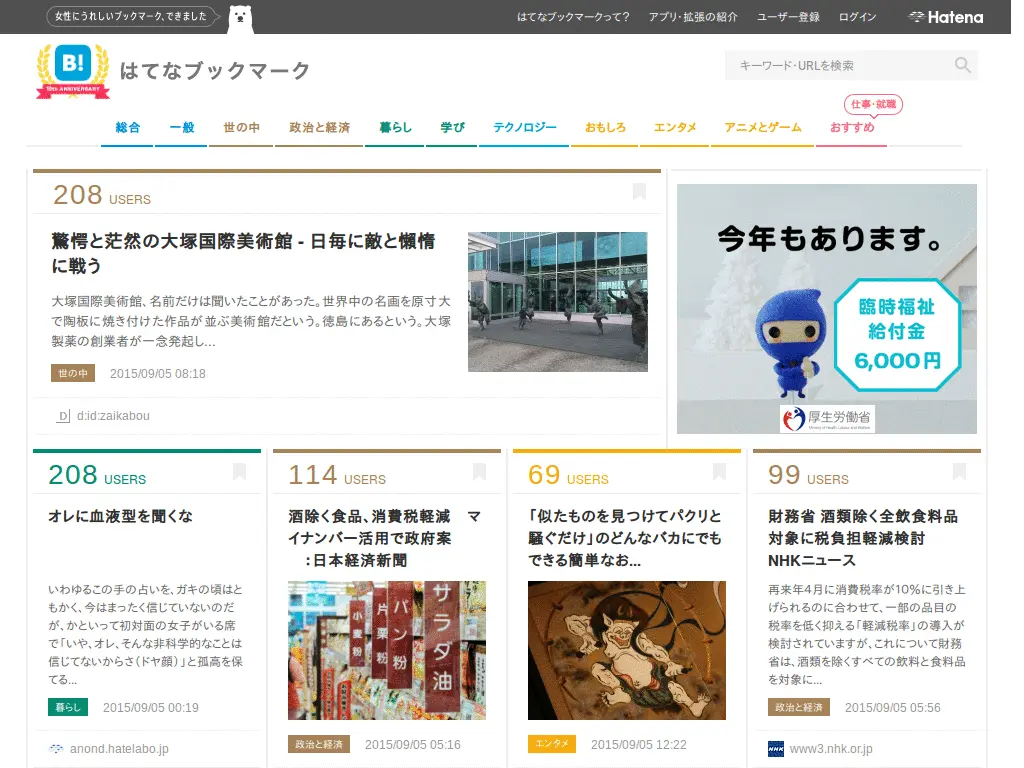 女性にうれしいブックマーク、できました
はてなブックマークって？ アプリ・拡張の紹介 ユーザー登録 ログイン Hatena
B!
10th ANNIVERSARY
はてなブックマーク
キーワード・URLを検索
仕事・就職
総合 一般 世の中 政治と経済 暮らし 学び テクノロジー おもしろ エンタメ アニメとゲーム おすすめ
208 USERS
驚愕と茫然の大塚国際美術館 - 日毎に敵と懶惰
に戦う
大塚国際美術館、名前だけは聞いたことがあった。世界中の名画を原寸大
で陶板に焼き付けた作品が並ぶ美術館だという。徳島にあるという。大塚
製薬の創業者が一念発起し...
世の中 2015/09/05 08:18
D d:id:zaikabou
今年もあります。
臨時福祉
給付金
6,000円
厚生労働省
Ministry of Health, Labour and Welfare
208 USERS
オレに血液型を聞くな
いわゆるこの手の占いを、ガキの頃はと
もかく、今はまったく信じていないのだ
が、かといって初対面の女子がいる席
で「いや、オレ、そんな非科学的なことは
信じてないからさ(ドヤ顔)」と孤高を保
てる...
暮らし 2015/09/05 00:19
anond.hatelabo.jp
114 USERS
酒除く食品、消費税軽減　マ
イナンバー活用で政府案
：日本経済新聞
小麦粉
片栗粉
パン粉
サラダ油
政治と経済 2015/09/05 05:16
69 USERS
「似たものを見つけてパクリと
騒ぐだけ」のどんなバカにでも
できる簡単なお...
エンタメ 2015/09/05 12:22
99 USERS
財務省 酒類除く全飲食料品
対象に税負担軽減検討
NHKニュース
再来年４月に消費税率が10％に引き上
げられるのに合わせて、一部の品目の
税率を低く抑える「軽減税率」の導入が
検討されていますが、これについて財務
省は、酒類を除くすべての飲料と食料品
を対象に...
政治と経済 2015/09/05 05:56
NHK www3.nhk.or.jp